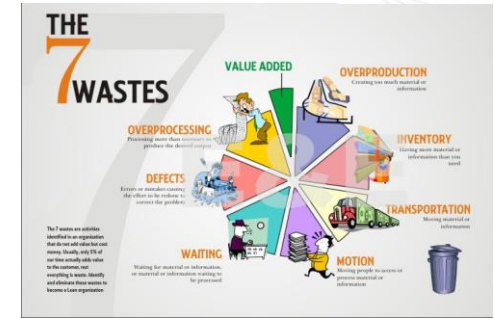 THE
7 WASTES
VALUE ADDED
OVERPRODUCTION
Creating too much material or
information
OVERPROCESSING
Processing more than necessary to
produce the desired output
INVENTORY
Having more material or
information than you
need
DEFECTS
Errors or mistakes causing
the effort to be redone to
correct the problem
TRANSPORTATION
Moving material or
information
WAITING
Waiting for material or information,
or material or information waiting to
be processed
MOTION
Moving people to access or
process material or
information
The 7 wastes are activities
identified in an organisation
that do not add value but cost
money. Usually, only 5% of
our time actually adds value
to the customer, rest
everything is waste. Identify
and eliminate these wastes to
become a Lean organisation